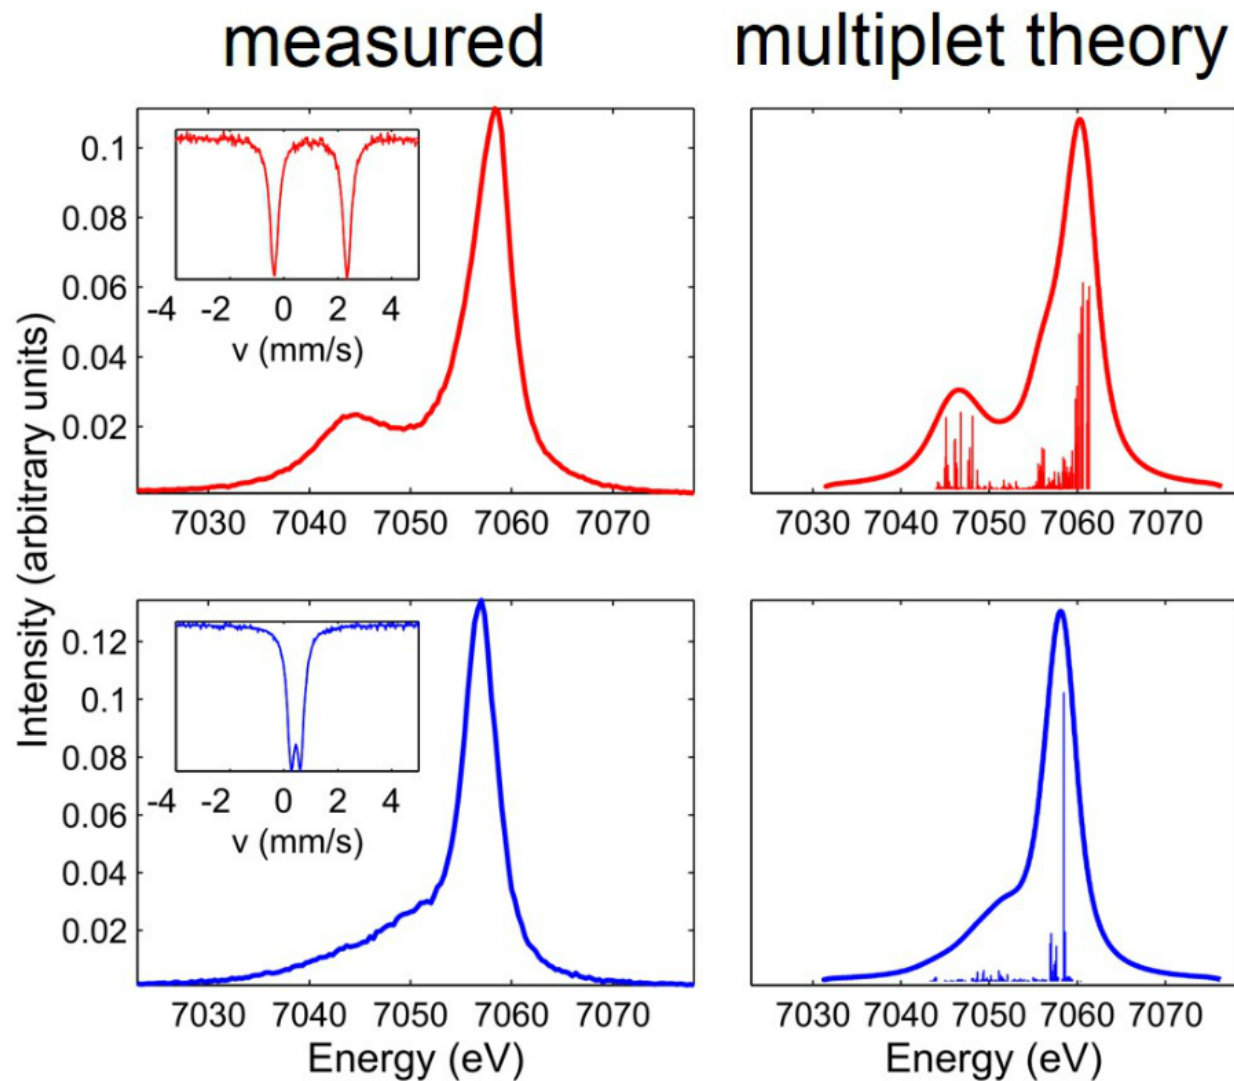 measured
multiplet theory
Intensity (arbitrary units)
0.1
0.08
0.06
0.04
0.02
-4 -2 0 2 4
v (mm/s)
7030 7040 7050 7060 7070
7030 7040 7050 7060 7070
0.12
0.1
0.08
0.06
0.04
0.02
-4 -2 0 2 4
v (mm/s)
7030 7040 7050 7060 7070
Energy (eV)
7030 7040 7050 7060 7070
Energy (eV)